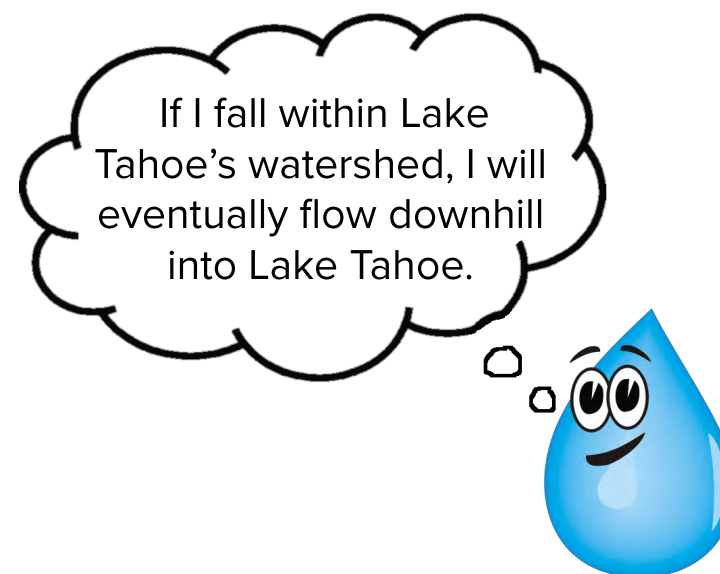 If I fall within Lake
Tahoe’s watershed, I will
eventually flow downhill
into Lake Tahoe.